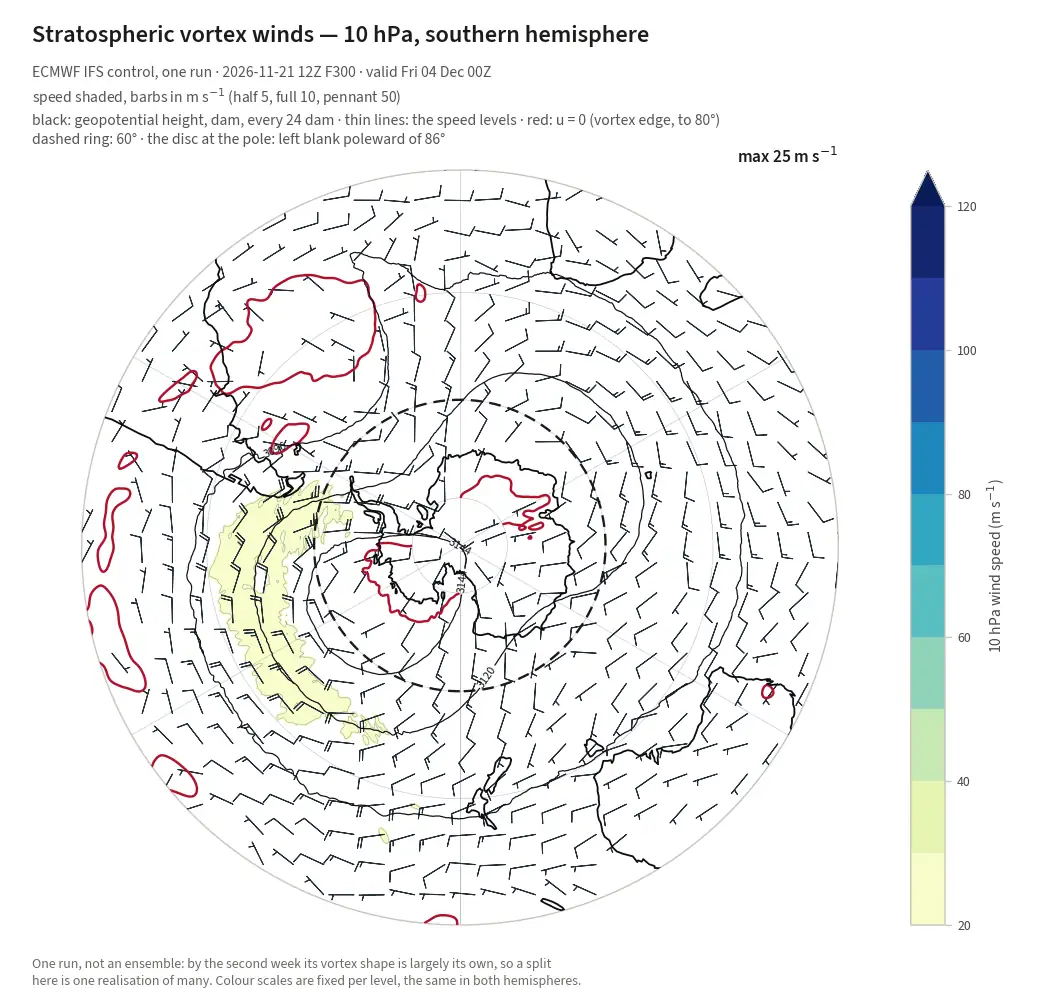 Stratospheric vortex winds — 10 hPa, southern hemisphere
ECMWF IFS control, one run · 2026-11-21 12Z F300 · valid Fri 04 Dec 00Z
speed shaded, barbs in m s⁻¹ (half 5, full 10, pennant 50)
black: geopotential height, dam, every 24 dam · thin lines: the speed levels · red: u = 0 (vortex edge, to 80°)
dashed ring: 60° · the disc at the pole: left blank poleward of 86°
max 25 m s⁻¹
120
100
80
60
40
20
10 hPa wind speed (m s⁻¹)
3144
3120
One run, not an ensemble: by the second week its vortex shape is largely its own, so a split
here is one realisation of many. Colour scales are fixed per level, the same in both hemispheres.